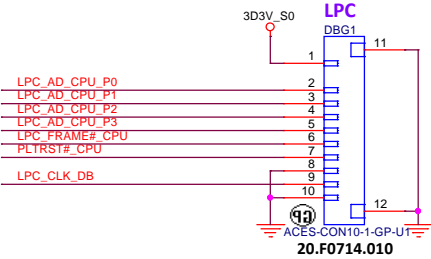 LPC
3D3V_S0
DBG1
11
1
LPC_AD_CPU_P0
2
LPC_AD_CPU_P1
3
LPC_AD_CPU_P2
4
LPC_AD_CPU_P3
5
LPC_FRAME#_CPU
6
PLTRST#_CPU
7
8
LPC_CLK_DB
9
10
12
GP
ACES-CON10-1-GP-U1
20.F0714.010